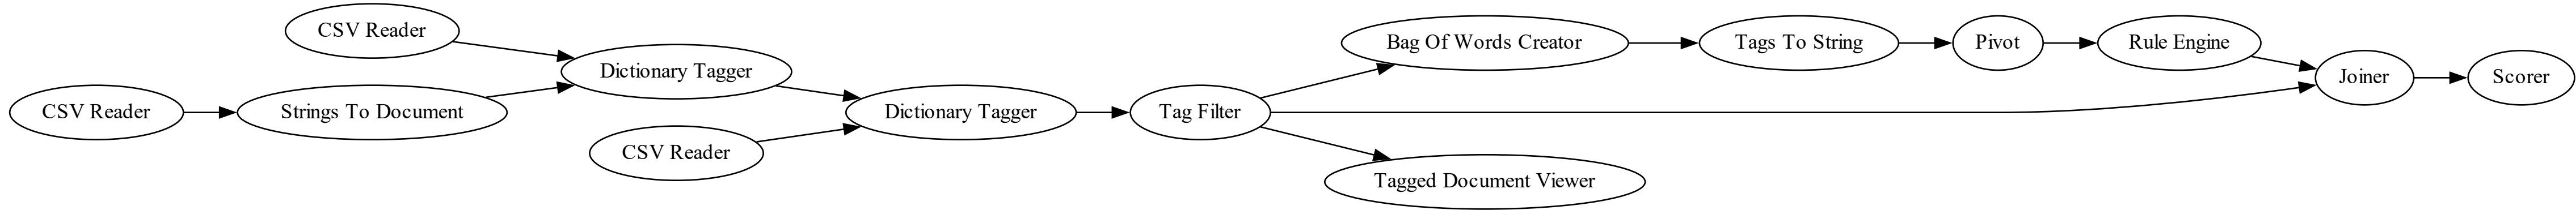 CSV Reader
CSV Reader
Strings To Document
Dictionary Tagger
CSV Reader
Dictionary Tagger
Tag Filter
Bag Of Words Creator
Tagged Document Viewer
Tags To String
Pivot
Rule Engine
Joiner
Scorer